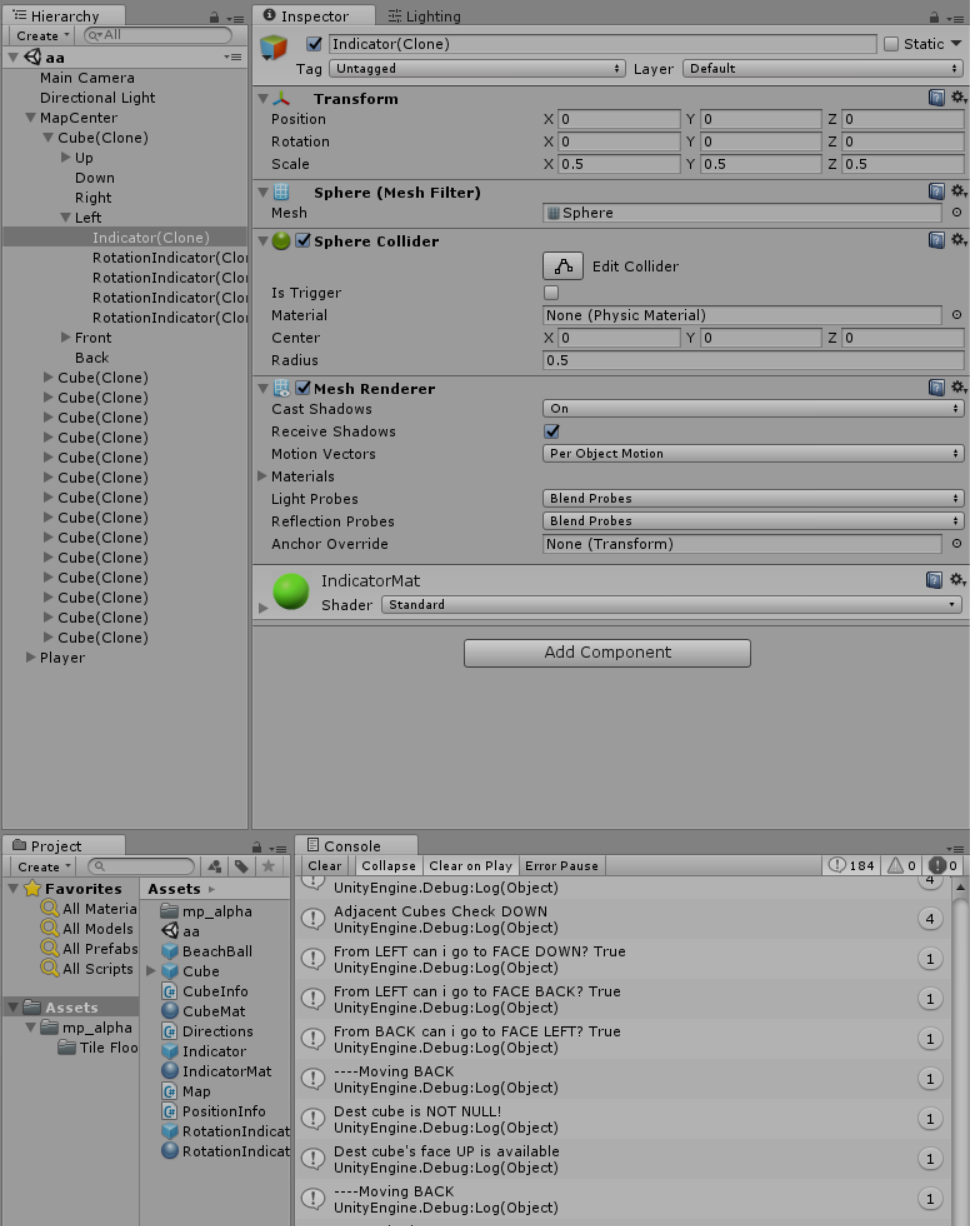 Hierarchy
Create
All
aa
Main Camera
Directional Light
MapCenter
Cube(Clone)
Up
Down
Right
Left
Indicator(Clone)
RotationIndicator(Clo
RotationIndicator(Clo
RotationIndicator(Clo
RotationIndicator(Clo
Front
Back
Cube(Clone)
Cube(Clone)
Cube(Clone)
Cube(Clone)
Cube(Clone)
Cube(Clone)
Cube(Clone)
Cube(Clone)
Cube(Clone)
Cube(Clone)
Cube(Clone)
Cube(Clone)
Cube(Clone)
Cube(Clone)
Player
Inspector Lighting
Indicator(Clone) Static
Tag Untagged Layer Default
Transform
Position X 0 Y 0 Z 0
Rotation X 0 Y 0 Z 0
Scale X 0.5 Y 0.5 Z 0.5
Sphere (Mesh Filter)
Mesh Sphere
Sphere Collider
Edit Collider
Is Trigger
Material None (Physic Material)
Center X 0 Y 0 Z 0
Radius 0.5
Mesh Renderer
Cast Shadows On
Receive Shadows
Motion Vectors Per Object Motion
Materials
Light Probes Blend Probes
Reflection Probes Blend Probes
Anchor Override None (Transform)
IndicatorMat
Shader Standard
Add Component
Project
Create
Favorites
All Materia
All Models
All Prefabs
All Scripts
Assets
mp_alpha
Tile Floo
Assets
mp_alpha
aa
BeachBall
Cube
CubeInfo
CubeMat
Directions
Indicator
IndicatorMat
Map
PositionInfo
RotationIndicat
RotationIndicat
Console
Clear Collapse Clear on Play Error Pause 184 0 0
UnityEngine.Debug:Log(Object) 4
Adjacent Cubes Check DOWN
UnityEngine.Debug:Log(Object) 4
From LEFT can i go to FACE DOWN? True
UnityEngine.Debug:Log(Object) 1
From LEFT can i go to FACE BACK? True
UnityEngine.Debug:Log(Object) 1
From BACK can i go to FACE LEFT? True
UnityEngine.Debug:Log(Object) 1
----Moving BACK
UnityEngine.Debug:Log(Object) 1
Dest cube is NOT NULL!
UnityEngine.Debug:Log(Object) 1
Dest cube's face UP is available
UnityEngine.Debug:Log(Object) 1
----Moving BACK
UnityEngine.Debug:Log(Object) 1